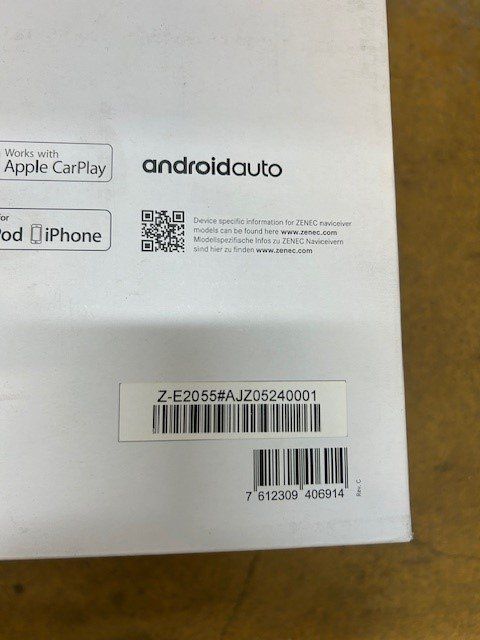 Works with
Apple CarPlay
androidauto
for
Pod iPhone
Device specific information for ZENEC naviceiver
models can be found here www.zenec.com
Modellspezifische Infos zu ZENEC Naviceivern
sind hier zu finden www.zenec.com
Z-E2055#AJZ05240001
7 612309 406914
Rev. C